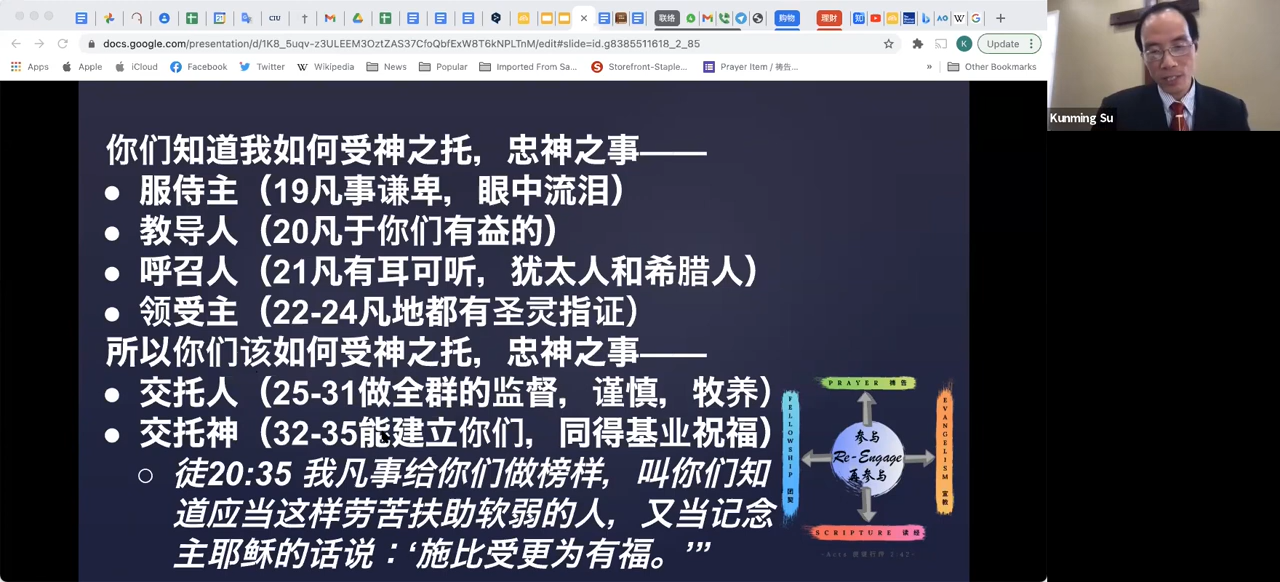 联络
购物
理财
docs.google.com/presentation/d/1K8_5uqv-z3ULEEM3OztZAS37CfoQbfExW8T6kNPLTnM/edit#slide=id.g8385511618_2_85
K
Update
Apps
Apple
iCloud
Facebook
Twitter
Wikipedia
News
Popular
Imported From Sa...
Storefront-Staple...
Prayer Item / 祷告...
»
Other Bookmarks
Kunming Su
你们知道我如何受神之托，忠神之事——
● 服侍主（19凡事谦卑，眼中流泪）
● 教导人（20凡于你们有益的）
● 呼召人（21凡有耳可听，犹太人和希腊人）
● 领受主（22-24凡地都有圣灵指证）
所以你们该如何受神之托，忠神之事——
● 交托人（25-31做全群的监督，谨慎，牧养）
● 交托神（32-35能建立你们，同得基业祝福）
○ 徒20:35 我凡事给你们做榜样，叫你们知
道应当这样劳苦扶助软弱的人，又当记念
主耶稣的话说：‘施比受更为有福。’”
PRAYER 祷告
FELLOWSHIP 团契
参与
Re-Engage
再参与
EVANGELISM 宣教
SCRIPTURE 读经